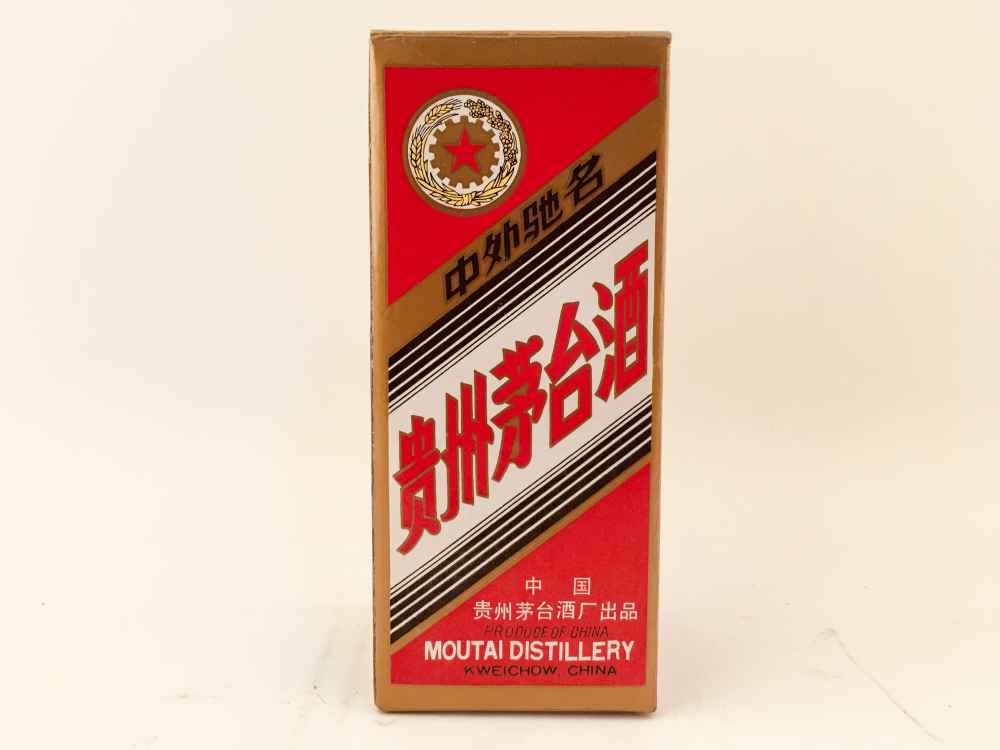 中外驰名
贵州茅台酒
中 国
贵州茅台酒厂出品
PRODUCE OF CHINA
MOUTAI DISTILLERY
KWEICHOW, CHINA